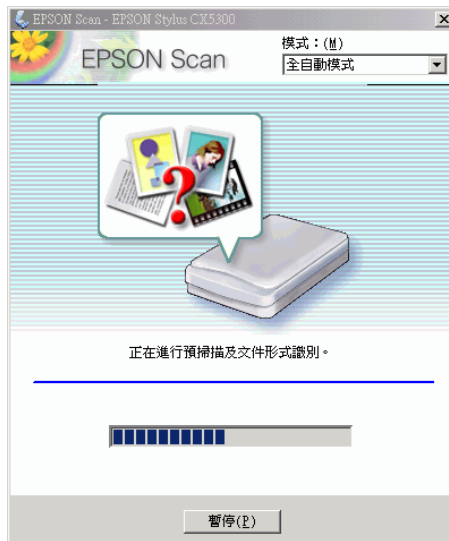 EPSON Scan - EPSON Stylus CX5300
EPSON Scan
模式：(M)
全自動模式
正在進行預掃描及文件形式識別。
暫停(P)